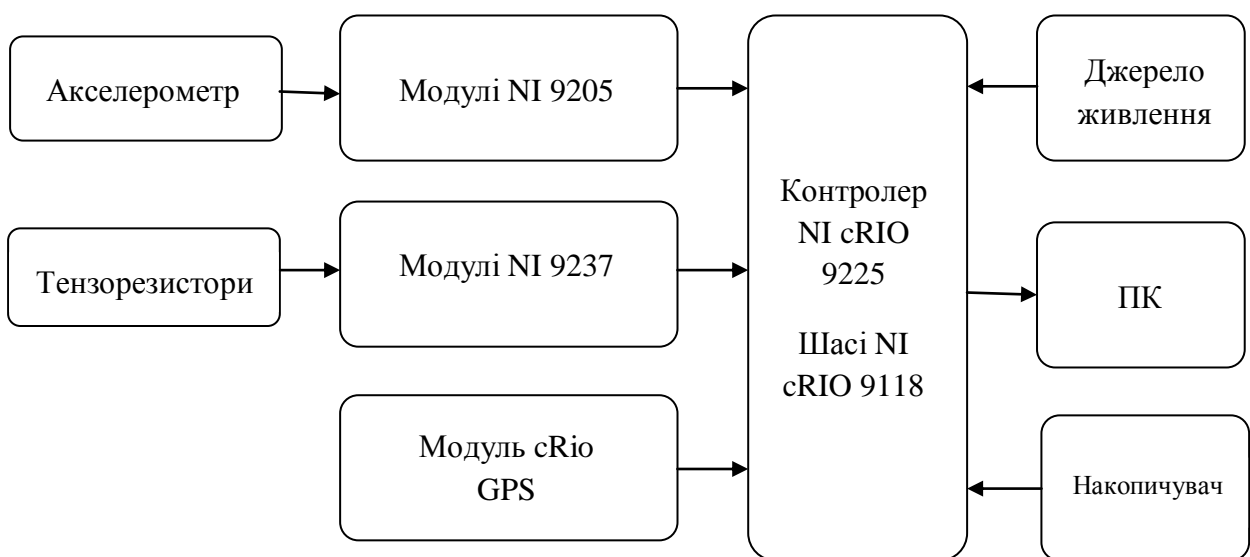 Акселерометр
Модулі NI 9205
Джерело
живлення
Тензорезистори
Модулі NI 9237
Контролер
NI cRIO
9225
Шасі NI
cRIO 9118
ПК
Модуль cRio
GPS
Накопичувач